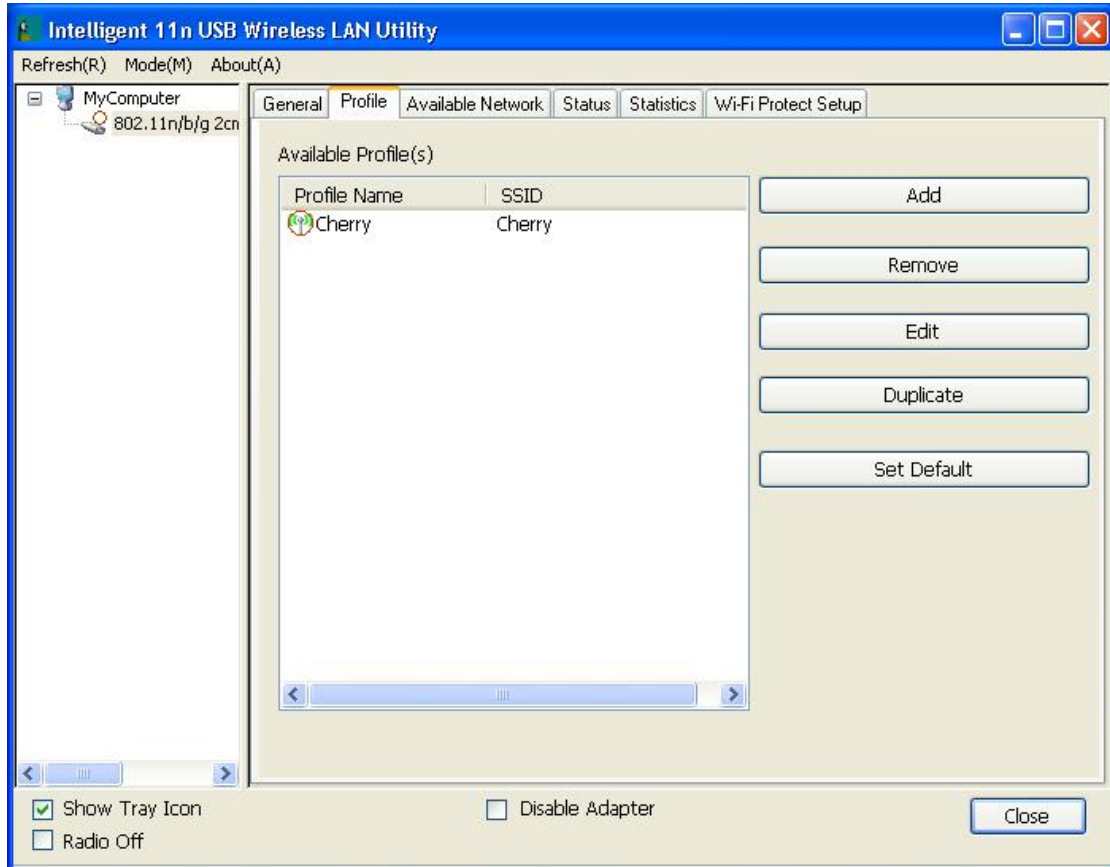 Intelligent 11n USB Wireless LAN Utility
Refresh(R) Mode(M) About(A)
MyComputer
802.11n/b/g 2cn
General Profile Available Network Status Statistics Wi-Fi Protect Setup
Available Profile(s)
Profile Name SSID
Cherry Cherry
Add
Remove
Edit
Duplicate
Set Default
Show Tray Icon
Radio Off
Disable Adapter
Close